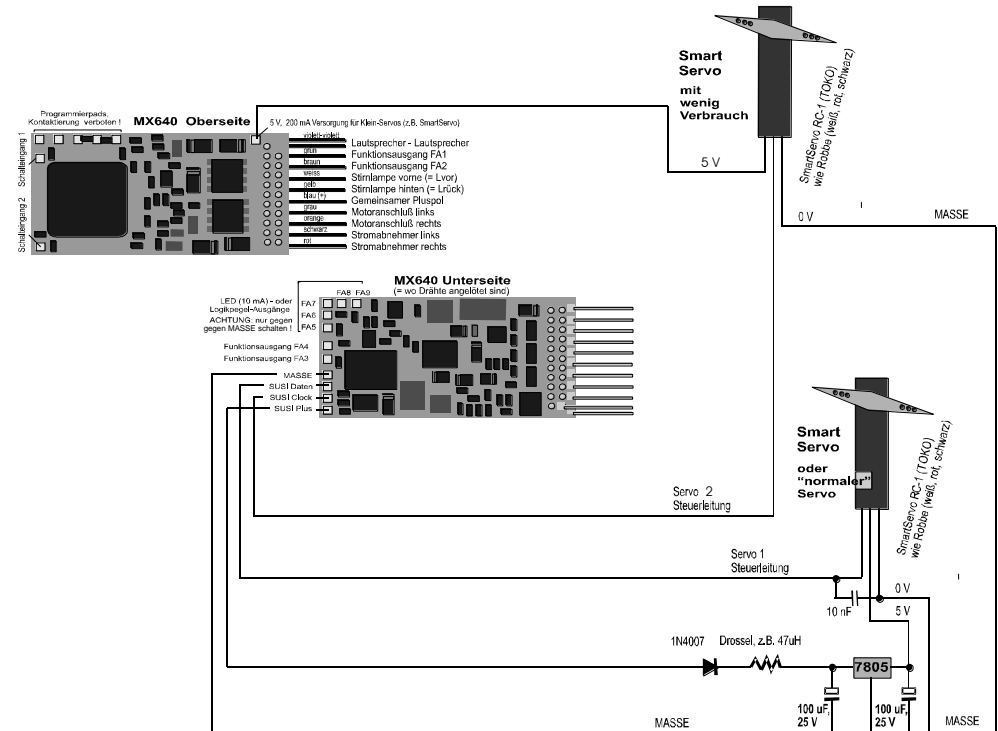 Smart
Servo
mit
wenig
Verbrauch
SmartServo RC-1 (TOKO)
wie Robbe (weiß, rot, schwarz)
Programmierpads,
Kontaktierung verboten !
MX640 Oberseite
5 V, 200 mA Versorgung für Klein-Servos (z.B. SmartServo)
Schalteingang 1
Schalteingang 2
violett-violett
Lautsprecher - Lautsprecher
grün
Funktionsausgang FA1
braun
Funktionsausgang FA2
weiss
Stirnlampe vorne (= Lvor)
gelb
Stirnlampe hinten (= Lrück)
blau (+)
Gemeinsamer Pluspol
grau
Motoranschluß links
orange
Motoranschluß rechts
schwarz
Stromabnehmer links
rot
Stromabnehmer rechts
5 V
0 V
MASSE
MX640 Unterseite
(= wo Drähte angelötet sind)
FA8 FA9
LED (10 mA) - oder
Logikpegel-Ausgänge
ACHTUNG: nur gegen
gegen MASSE schalten !
FA7
FA6
FA5
Funktionsausgang FA4
Funktionsausgang FA3
MASSE
SUSI Daten
SUSI Clock
SUSI Plus
Smart
Servo
oder
"normaler"
Servo
SmartServo RC-1 (TOKO)
wie Robbe (weiß, rot, schwarz)
Servo 2
Steuerleitung
Servo 1
Steuerleitung
10 nF
0 V
5 V
1N4007
Drossel, z.B. 47uH
7805
100 uF,
25 V
100 uF,
25 V
MASSE
MASSE